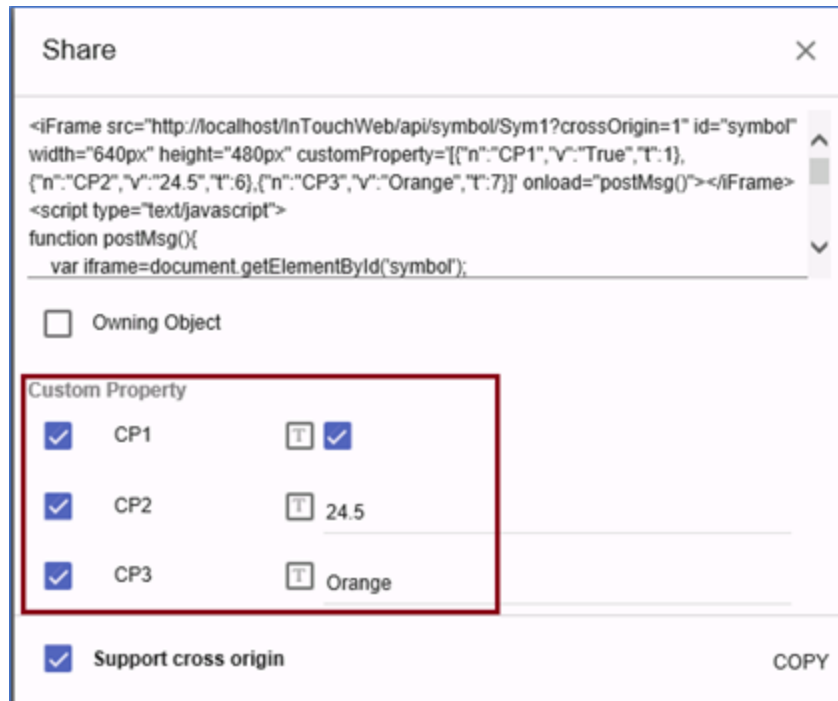 Share
<iFrame src="http://localhost/InTouchWeb/api/symbol/Sym1?crossOrigin=1" id="symbol"
width="640px" height="480px" customProperty='[{"n":"CP1","v":"True","t":1},
{"n":"CP2","v":"24.5","t":6},{"n":"CP3","v":"Orange","t":7}]' onload="postMsg()"></iFrame>
<script type="text/javascript">
function postMsg(){
var iframe=document.getElementById('symbol');
Owning Object
Custom Property
CP1 T
CP2 T 24.5
CP3 T Orange
Support cross origin COPY